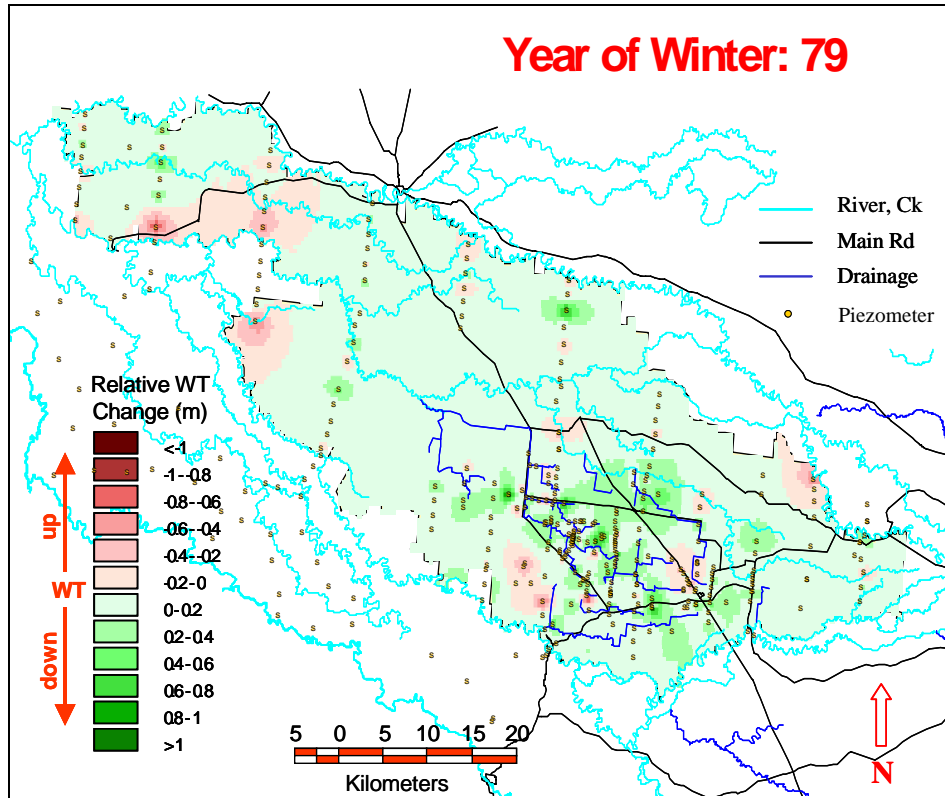 Year of Winter: 79
River, Ck
Main Rd
Drainage
Piezometer
Relative WT
Change (m)
<-1
-1--0.8
-0.8--0.6
-0.6--0.4
-0.4--0.2
-0.2-0
0-0.2
0.2-0.4
0.4-0.6
0.6-0.8
0.8-1
>1
up
WT
down
5 0 5 10 15 20
Kilometers
N